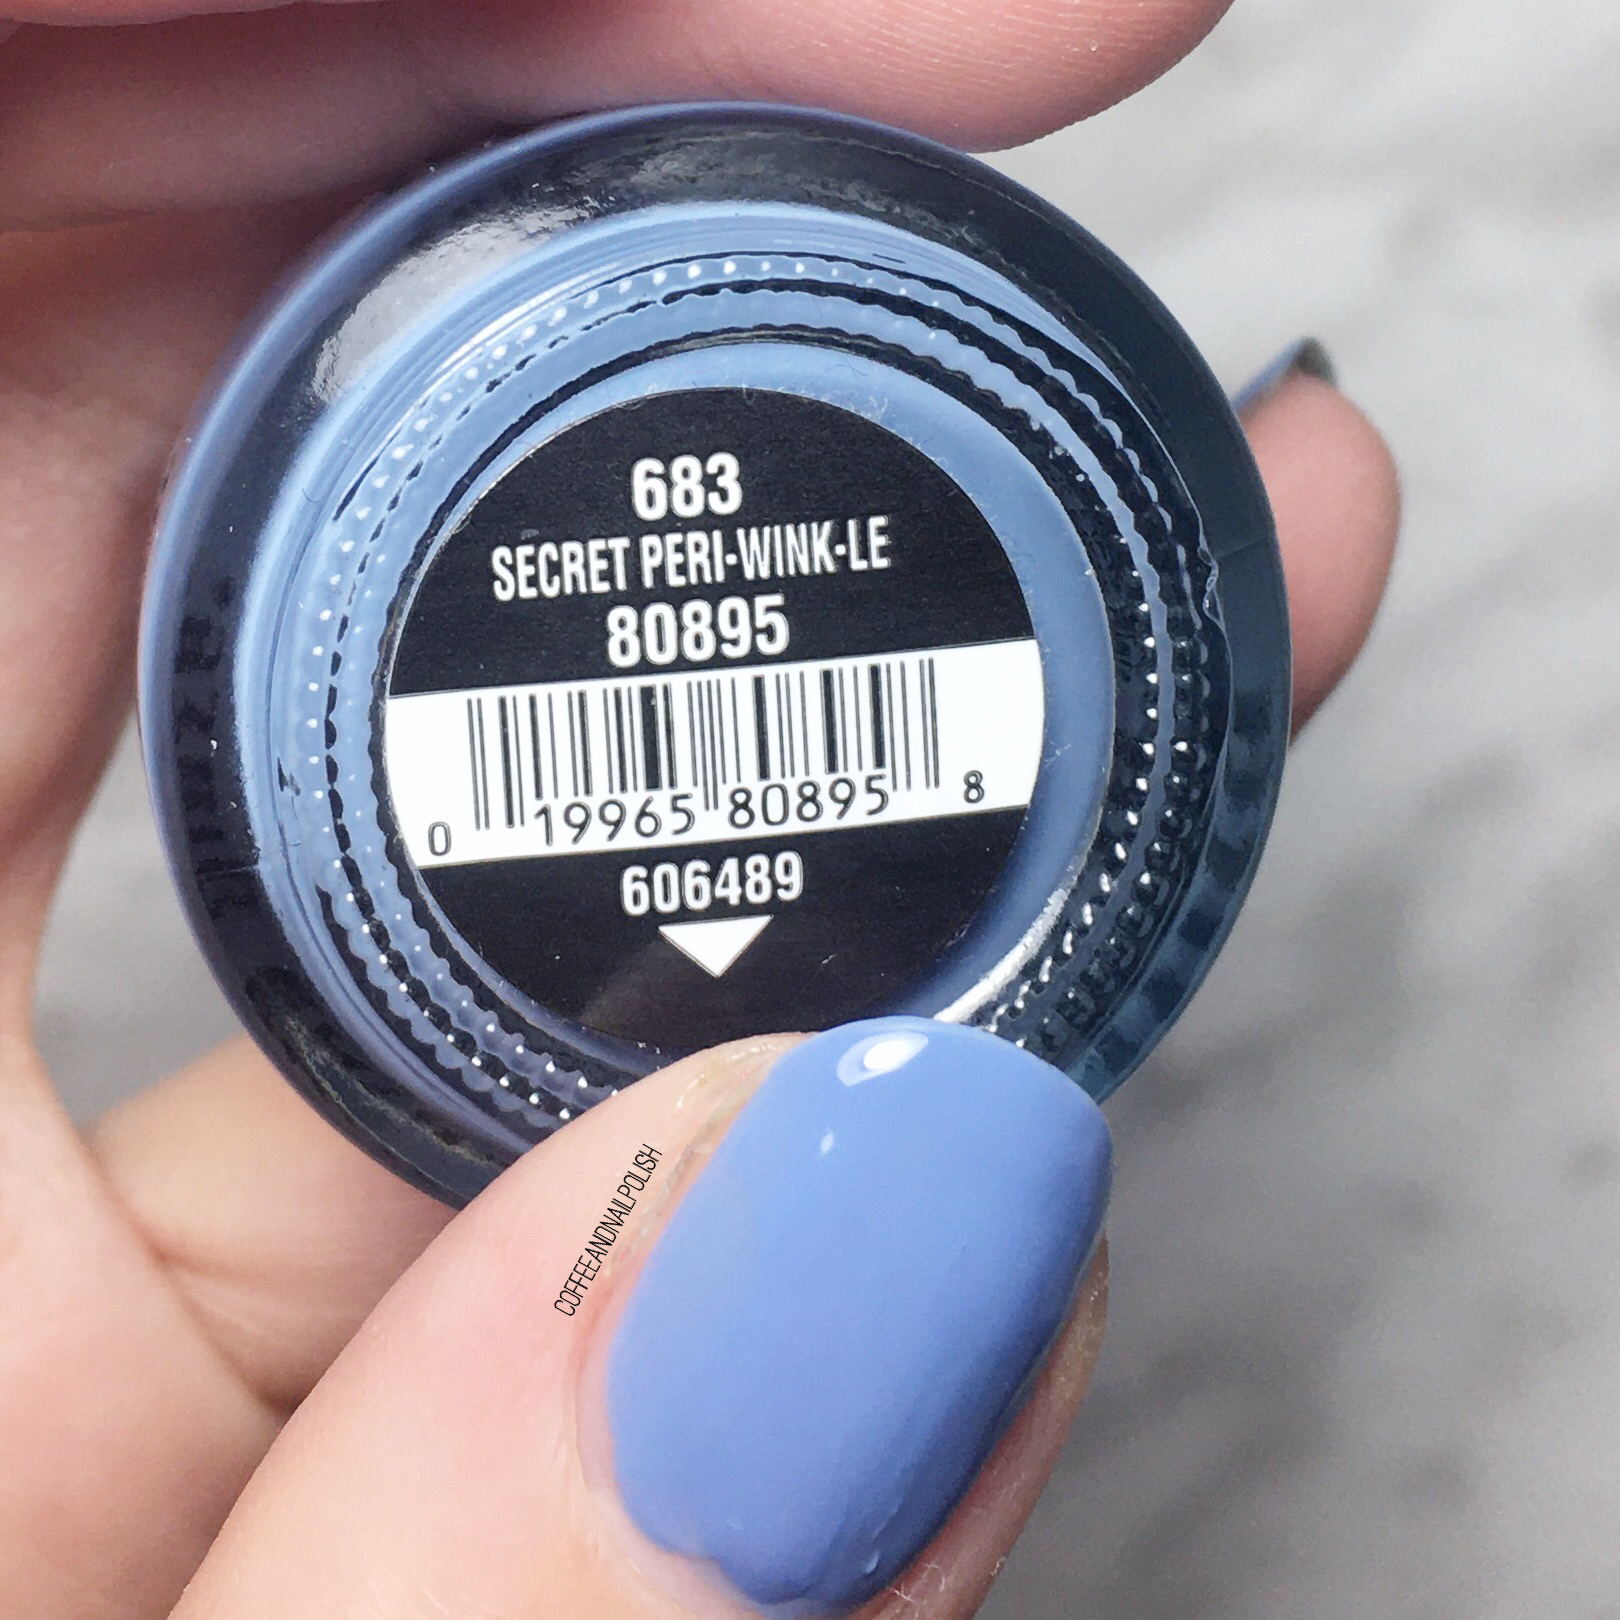 683
SECRET PERI-WINK-LE
80895
0 19965 80895 8
606489
COFFEEANDNAILPOLISH